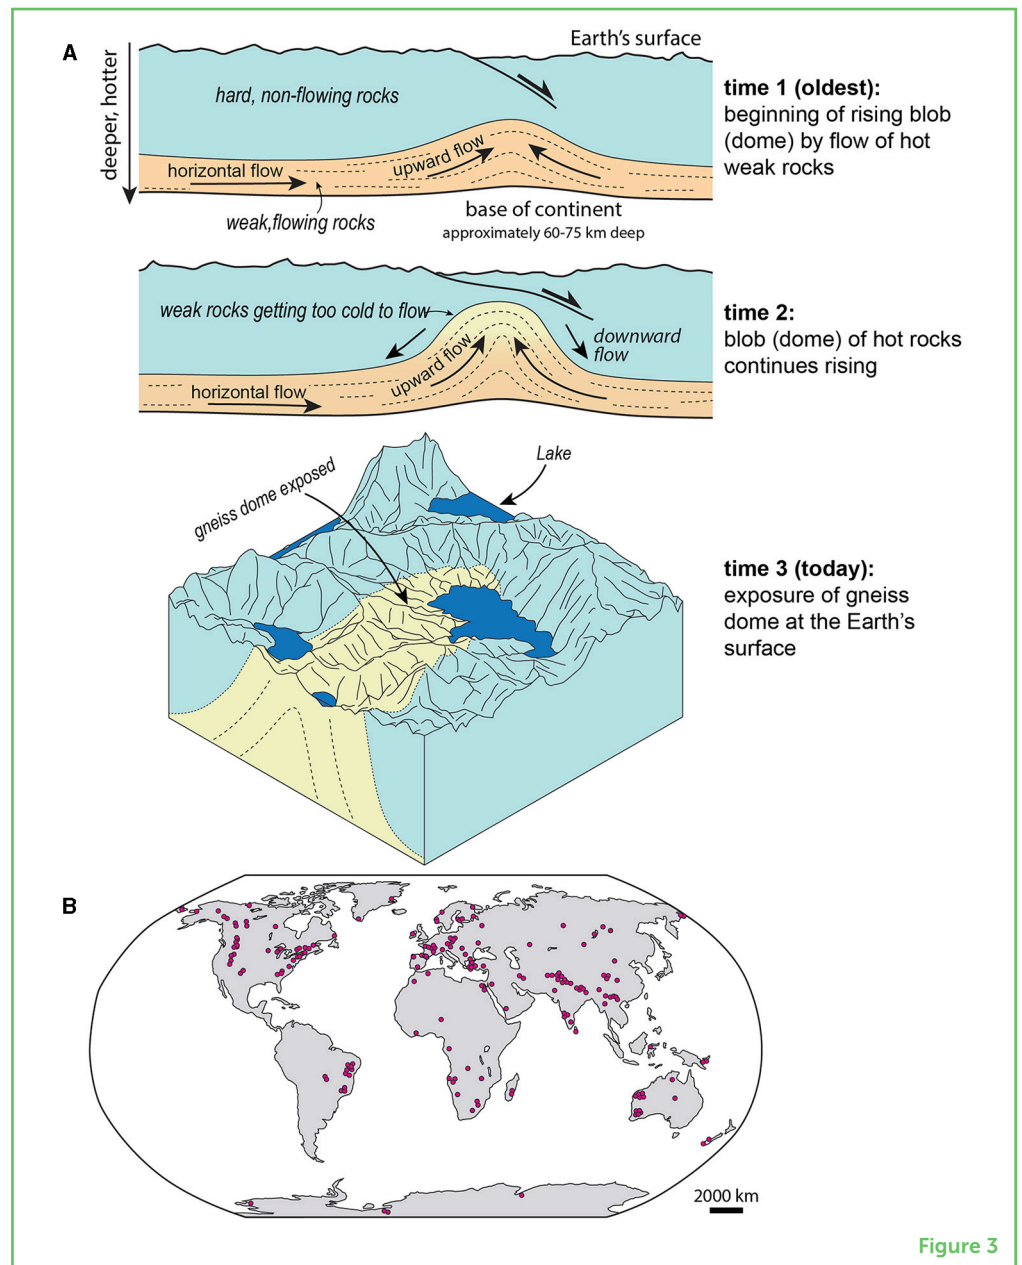 A
Earth's surface
deeper, hotter
hard, non-flowing rocks
horizontal flow
upward flow
weak,flowing rocks
base of continent
approximately 60-75 km deep
time 1 (oldest):
beginning of rising blob
(dome) by flow of hot
weak rocks
weak rocks getting too cold to flow
downward
flow
upward flow
horizontal flow
time 2:
blob (dome) of hot rocks
continues rising
gneiss dome exposed
Lake
time 3 (today):
exposure of gneiss
dome at the Earth's
surface
B
2000 km
Figure 3